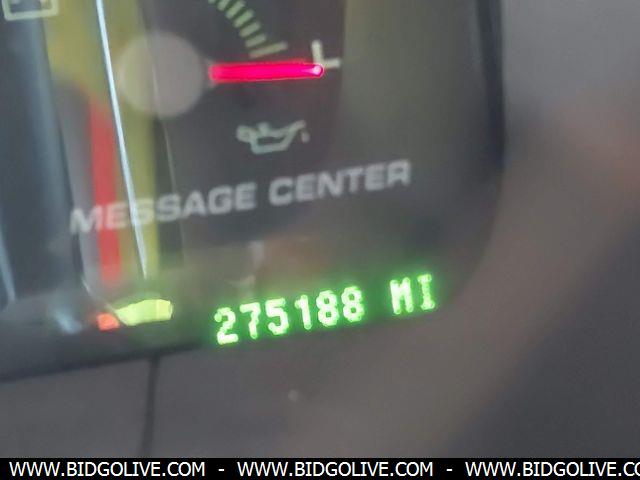 L
MESSAGE CENTER
275188 MI
WWW.BIDGOLIVE.COM - WWW.BIDGOLIVE.COM - WWW.BIDGOLIVE.CO